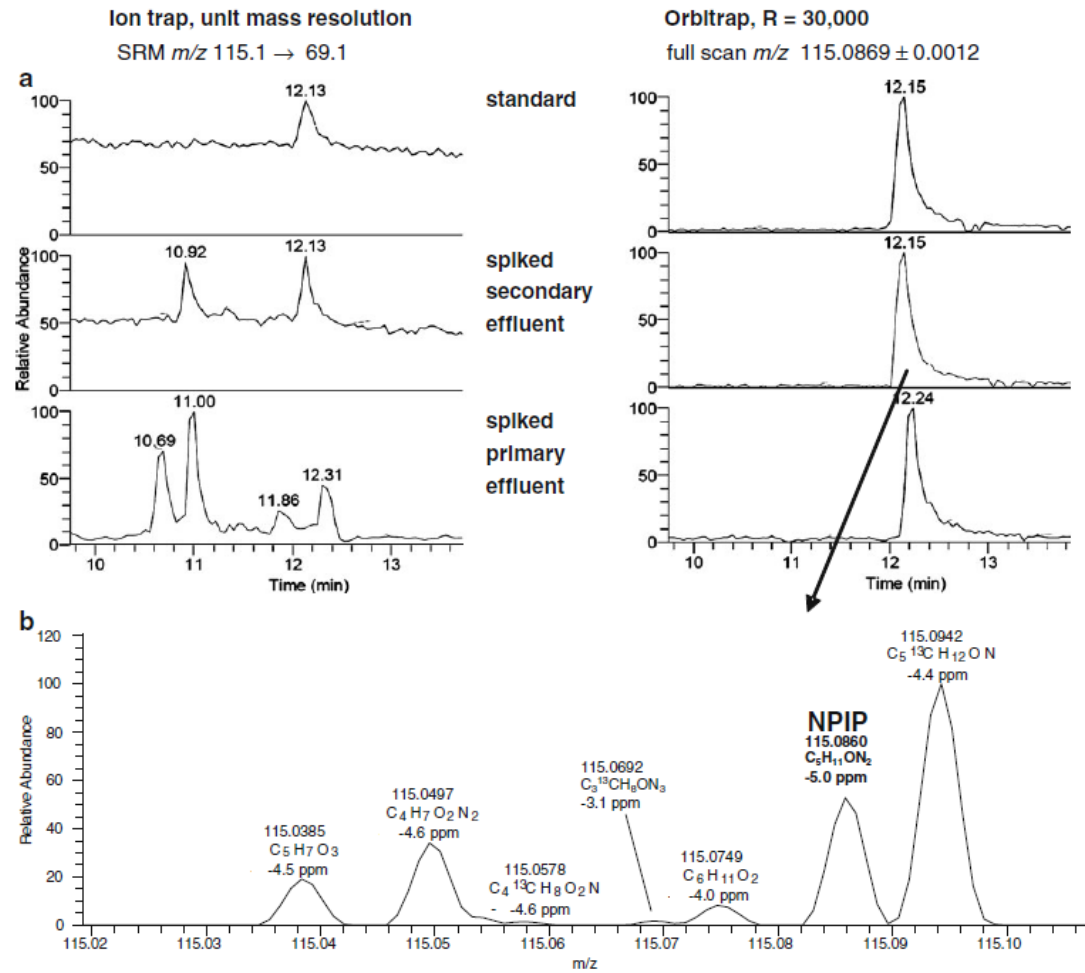 Ion trap, unit mass resolution
SRM m/z 115.1 → 69.1
Orbitrap, R = 30,000
full scan m/z 115.0869 ± 0.0012
a
12.13
100
50
0
standard
12.15
100
50
0
Relative Abundance
10.92
12.13
100
50
0
spiked
secondary
effluent
12.15
100
50
0
10.69
11.00
11.86
12.31
100
50
0
10 11 12 13
Time (min)
spiked
primary
effluent
12.24
100
50
0
10 11 12 13
Time (min)
b
Relative Abundance
120
100
80
60
40
20
0
115.0385
C5H7O3
-4.5 ppm
115.0497
C4H7O2N2
-4.6 ppm
115.0578
C4 13CH8O2N
-4.6 ppm
115.0692
C3 13CH8ON3
-3.1 ppm
115.0749
C6H11O2
-4.0 ppm
NPIP
115.0860
C5H11ON2
-5.0 ppm
115.0942
C5 13CH12ON
-4.4 ppm
115.02 115.03 115.04 115.05 115.06 115.07 115.08 115.09 115.10
m/z